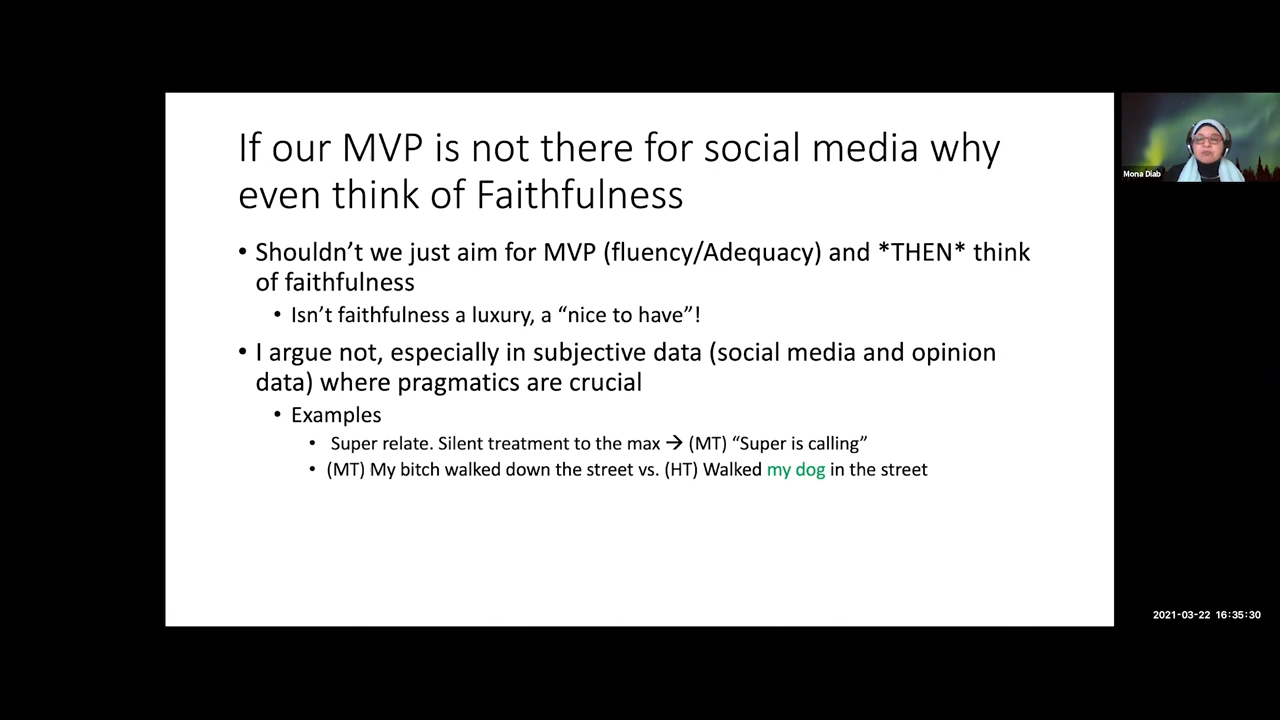 If our MVP is not there for social media why
even think of Faithfulness
• Shouldn’t we just aim for MVP (fluency/Adequacy) and *THEN* think
of faithfulness
• Isn’t faithfulness a luxury, a “nice to have”!
• I argue not, especially in subjective data (social media and opinion
data) where pragmatics are crucial
• Examples
• Super relate. Silent treatment to the max → (MT) “Super is calling”
• (MT) My bitch walked down the street vs. (HT) Walked my dog in the street
Mona Diab
2021-03-22 16:35:30